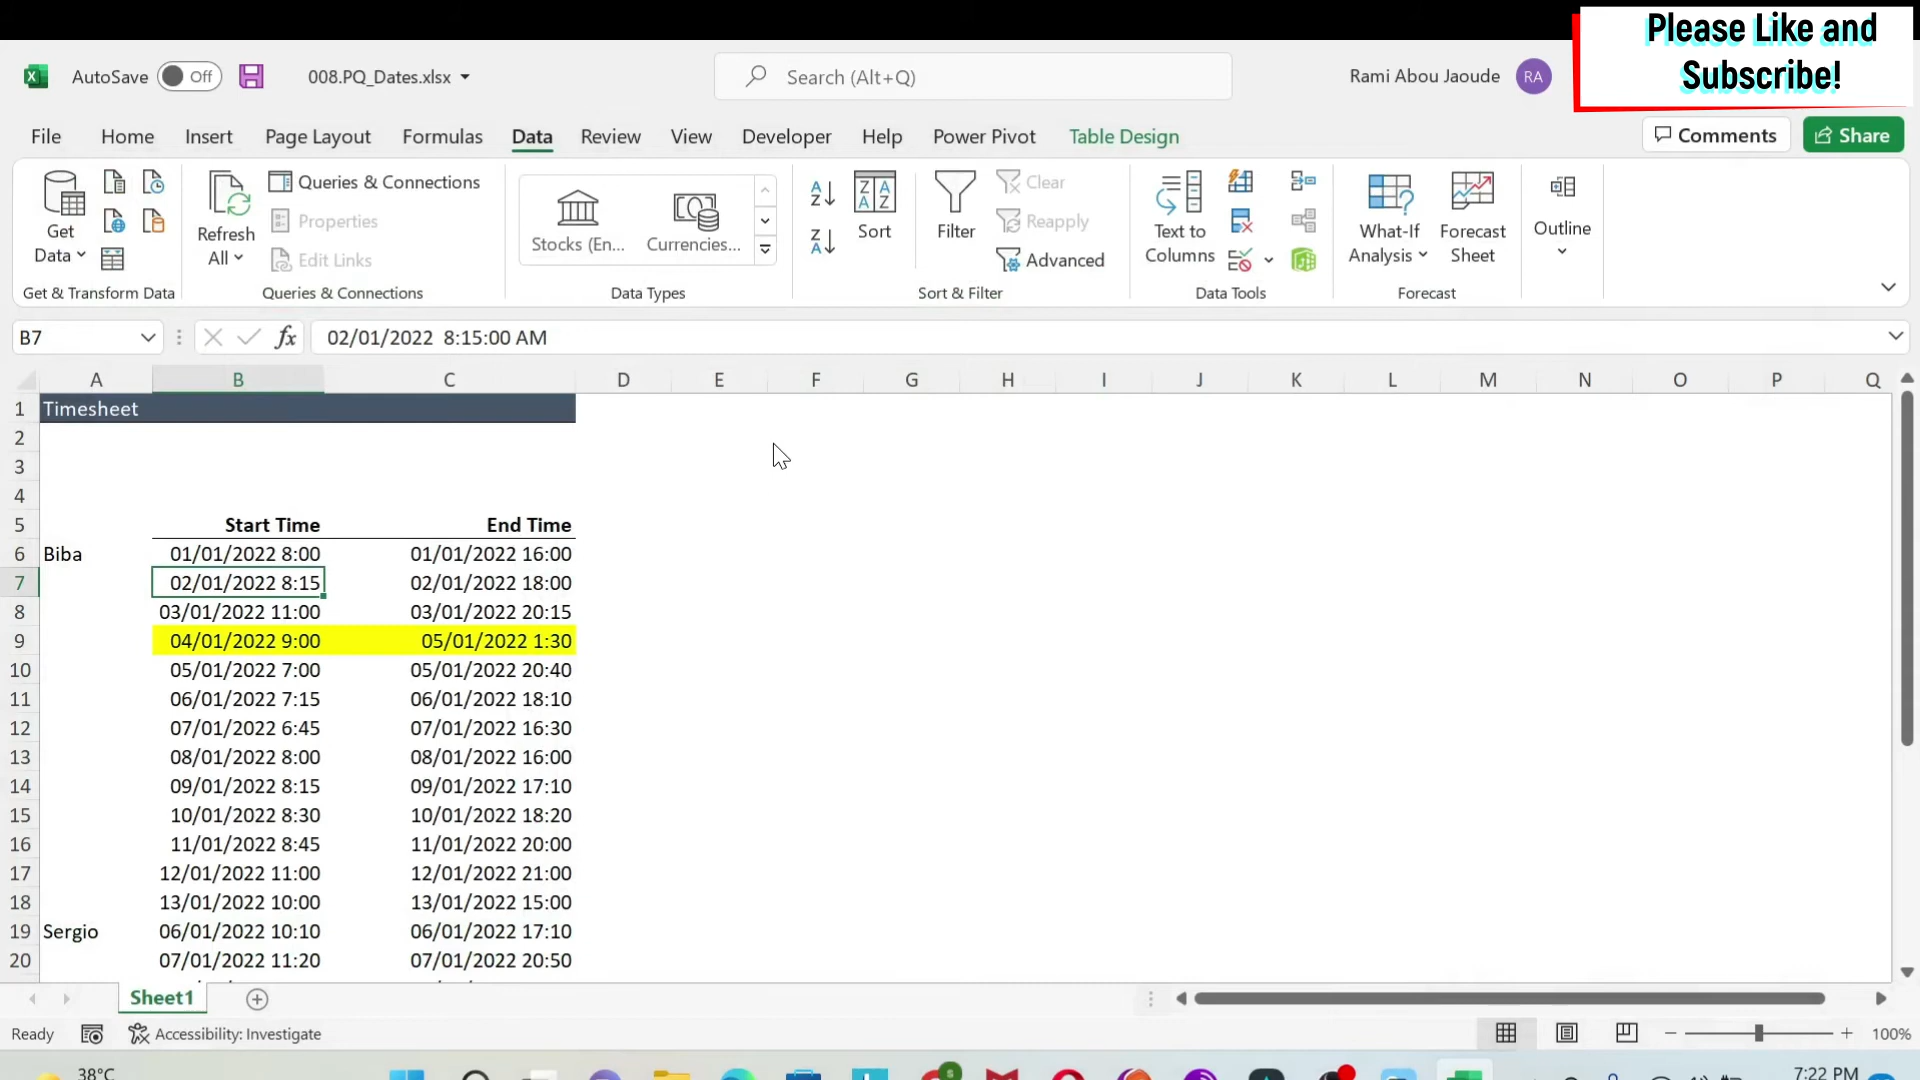 Please Like and
Subscribe!
AutoSave Off 008.PQ_Dates.xlsx Search (Alt+Q) Rami Abou Jaoude RA
File Home Insert Page Layout Formulas Data Review View Developer Help Power Pivot Table Design Comments Share
Get
Data
Refresh
All
Queries & Connections
Properties
Edit Links
Stocks (En...
Currencies...
Sort
Filter
Clear
Reapply
Advanced
Text to
Columns
What-If
Analysis
Forecast
Sheet
Outline
Get & Transform Data Queries & Connections Data Types Sort & Filter Data Tools Forecast
B7 fx 02/01/2022 8:15:00 AM
A B C D E F G H I J K L M N O P Q
1 Timesheet
2
3
4
5 Start Time End Time
6 Biba 01/01/2022 8:00 01/01/2022 16:00
7 02/01/2022 8:15 02/01/2022 18:00
8 03/01/2022 11:00 03/01/2022 20:15
9 04/01/2022 9:00 05/01/2022 1:30
10 05/01/2022 7:00 05/01/2022 20:40
11 06/01/2022 7:15 06/01/2022 18:10
12 07/01/2022 6:45 07/01/2022 16:30
13 08/01/2022 8:00 08/01/2022 16:00
14 09/01/2022 8:15 09/01/2022 17:10
15 10/01/2022 8:30 10/01/2022 18:20
16 11/01/2022 8:45 11/01/2022 20:00
17 12/01/2022 11:00 12/01/2022 21:00
18 13/01/2022 10:00 13/01/2022 15:00
19 Sergio 06/01/2022 10:10 06/01/2022 17:10
20 07/01/2022 11:20 07/01/2022 20:50
Sheet1
Ready Accessibility: Investigate 100%
38°C 7:22 PM